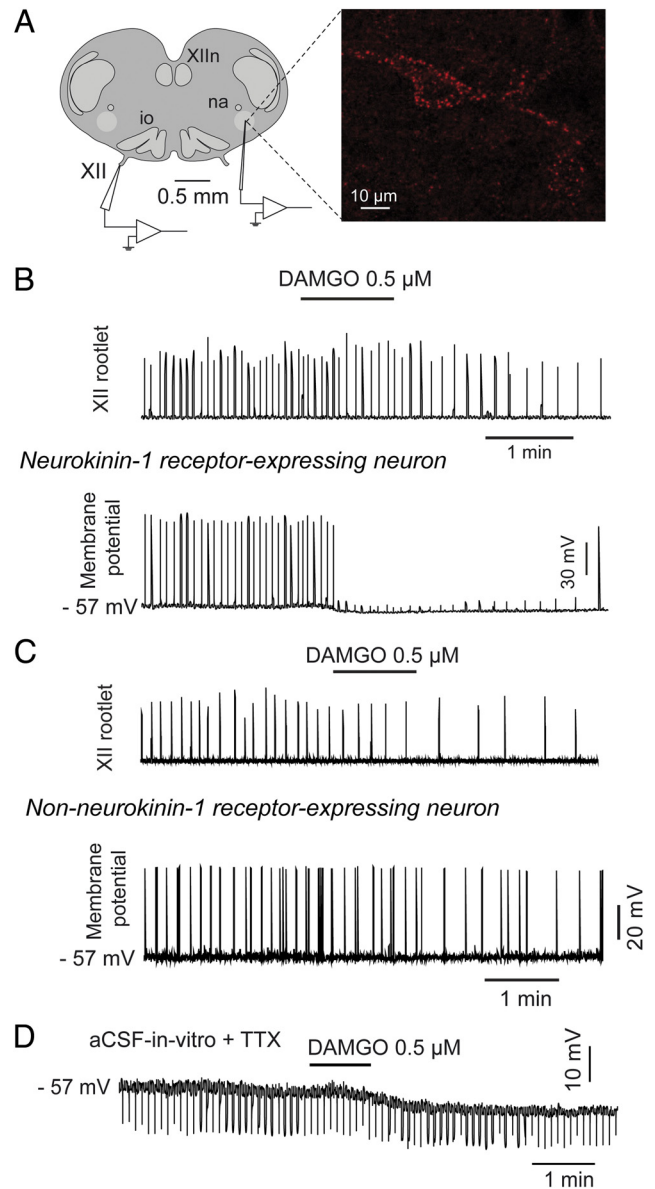 A
XIIn
na
io
XII
0.5 mm
10 µm
B
DAMGO 0.5 µM
XII rootlet
1 min
Neurokinin-1 receptor-expressing neuron
Membrane
potential
30 mV
- 57 mV
C
DAMGO 0.5 µM
XII rootlet
Non-neurokinin-1 receptor-expressing neuron
Membrane
potential
20 mV
- 57 mV
1 min
D
aCSF-in-vitro + TTX
DAMGO 0.5 µM
10 mV
- 57 mV
1 min